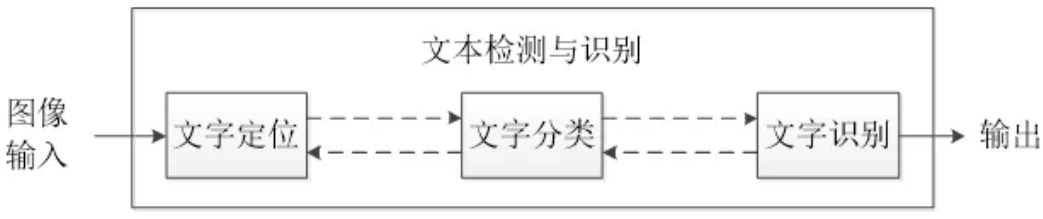 文本检测与识别
图像
输入
文字定位
文字分类
文字识别
输出